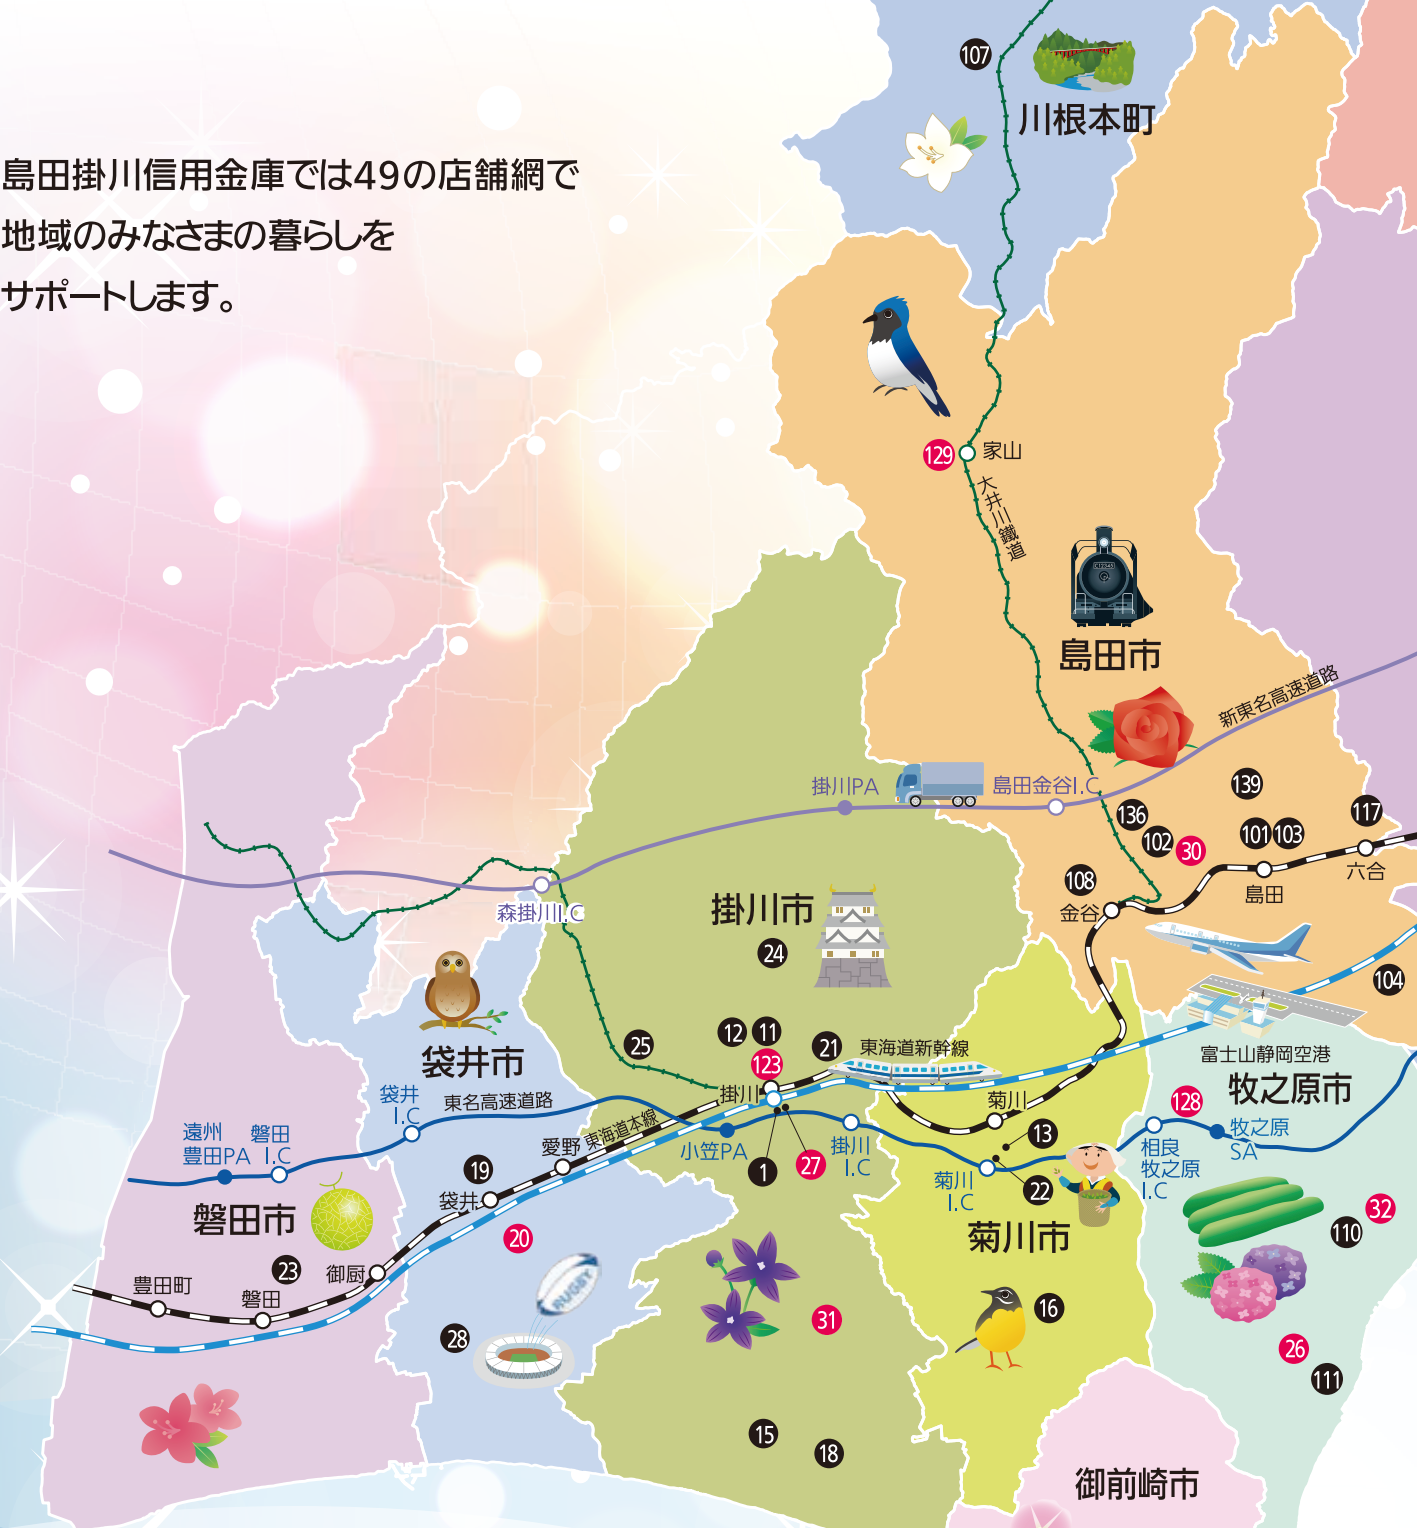 島田掛川信用金庫では49の店舗網で
地域のみなさまの暮らしを
サポートします。
107
川根本町
129
家山
大井川鐵道
C12345
島田市
新東名高速道路
掛川PA
島田金谷I.C
139
136
117
102
30
101
103
六合
108
島田
金谷
森掛川I.C
掛川市
24
104
袋井市
25
12
11
123
21
東海道新幹線
富士山静岡空港
牧之原市
掛川
袋井
I.C
東名高速道路
菊川
128
遠州
豊田PA
磐田
I.C
愛野
東海道本線
小笠PA
掛川
I.C
13
相良
牧之原
I.C
牧之原
SA
19
1
27
菊川
I.C
22
袋井
磐田市
20
菊川市
32
110
23
御厨
豊田町
磐田
RUGBY
31
16
28
26
111
15
18
御前崎市